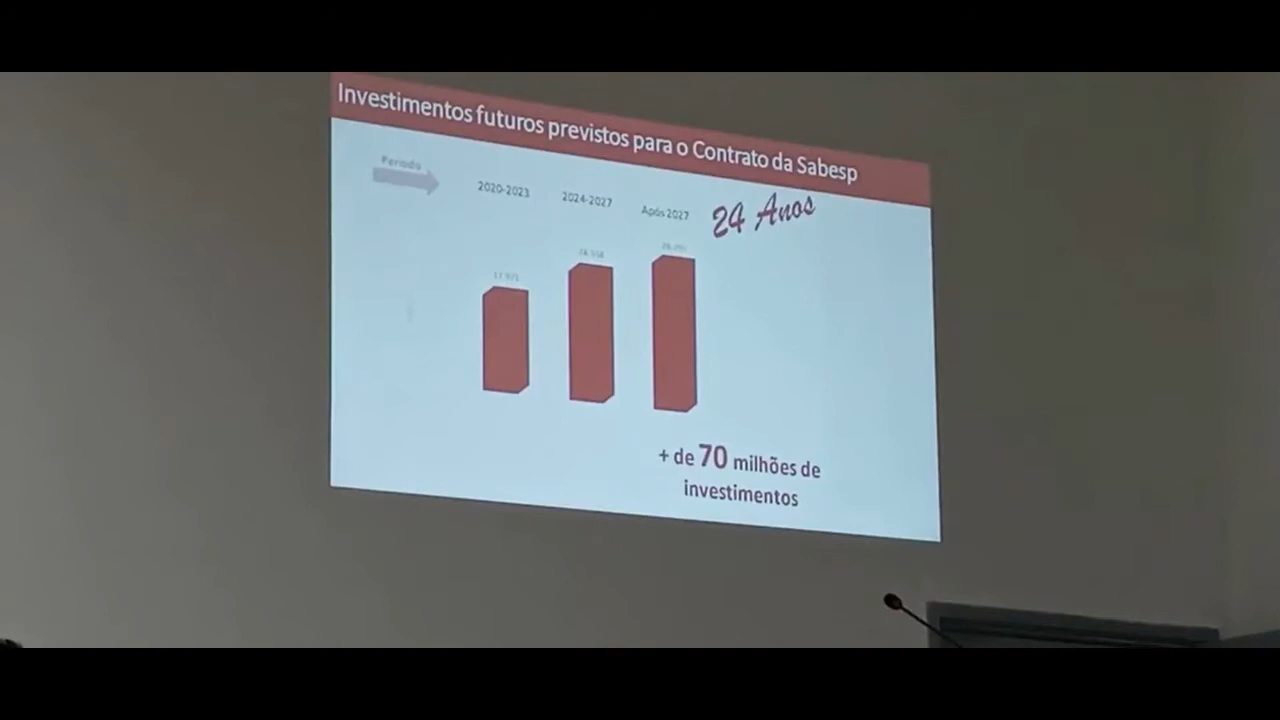 Investimentos futuros previstos para o Contrato da Sabesp
Período
2020-2023
2024-2027
Após 2027
24 Anos
+ de 70 milhões de
investimentos